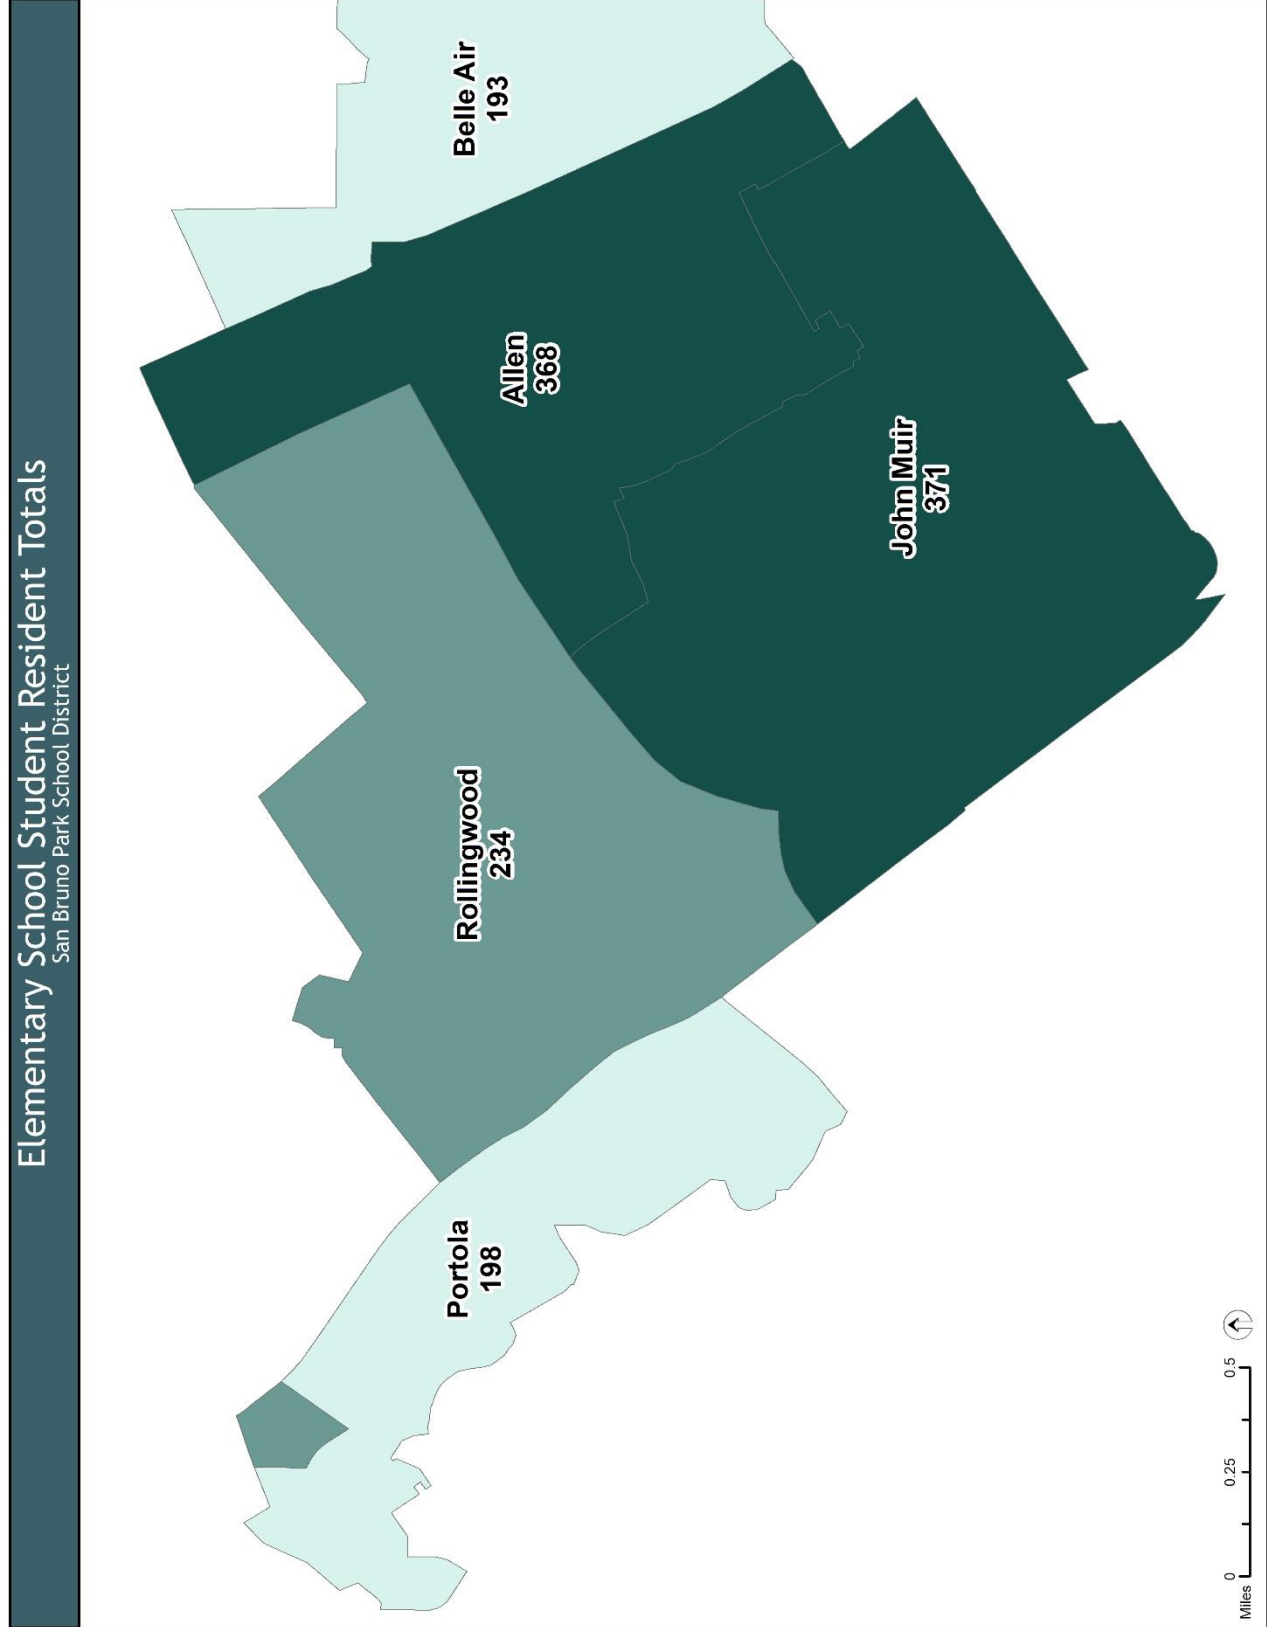 Elementary School Student Resident Totals
San Bruno Park School District
Belle Air
193
Allen
368
John Muir
371
Rollingwood
234
Portola
198
Miles
0 0.25 0.5